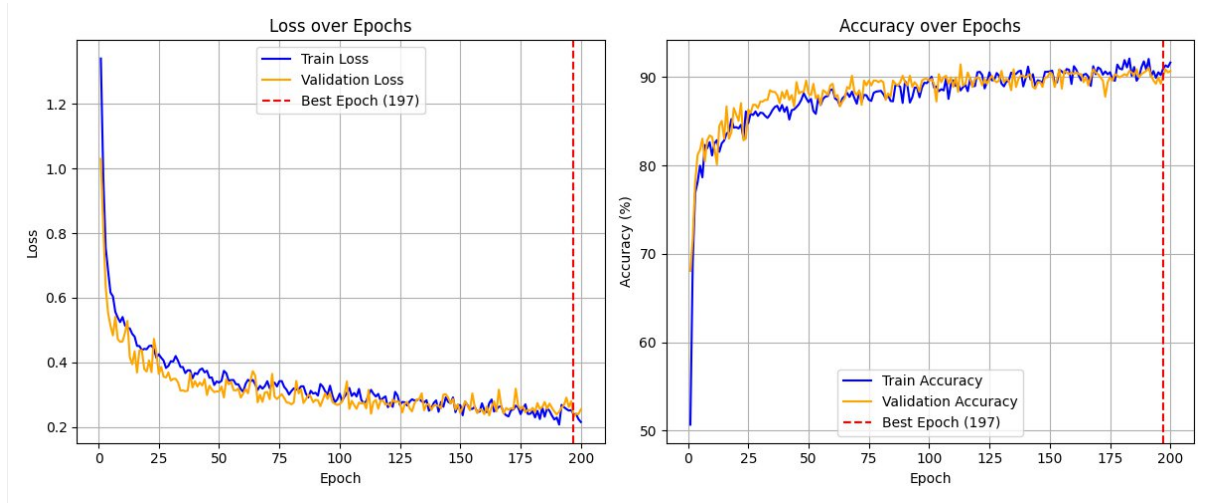 Loss over Epochs
Train Loss
Validation Loss
Best Epoch (197)
1.2
1.0
0.8
0.6
0.4
0.2
Loss
0 25 50 75 100 125 150 175 200
Epoch
Accuracy over Epochs
90
80
70
60
50
Accuracy (%)
Train Accuracy
Validation Accuracy
Best Epoch (197)
0 25 50 75 100 125 150 175 200
Epoch